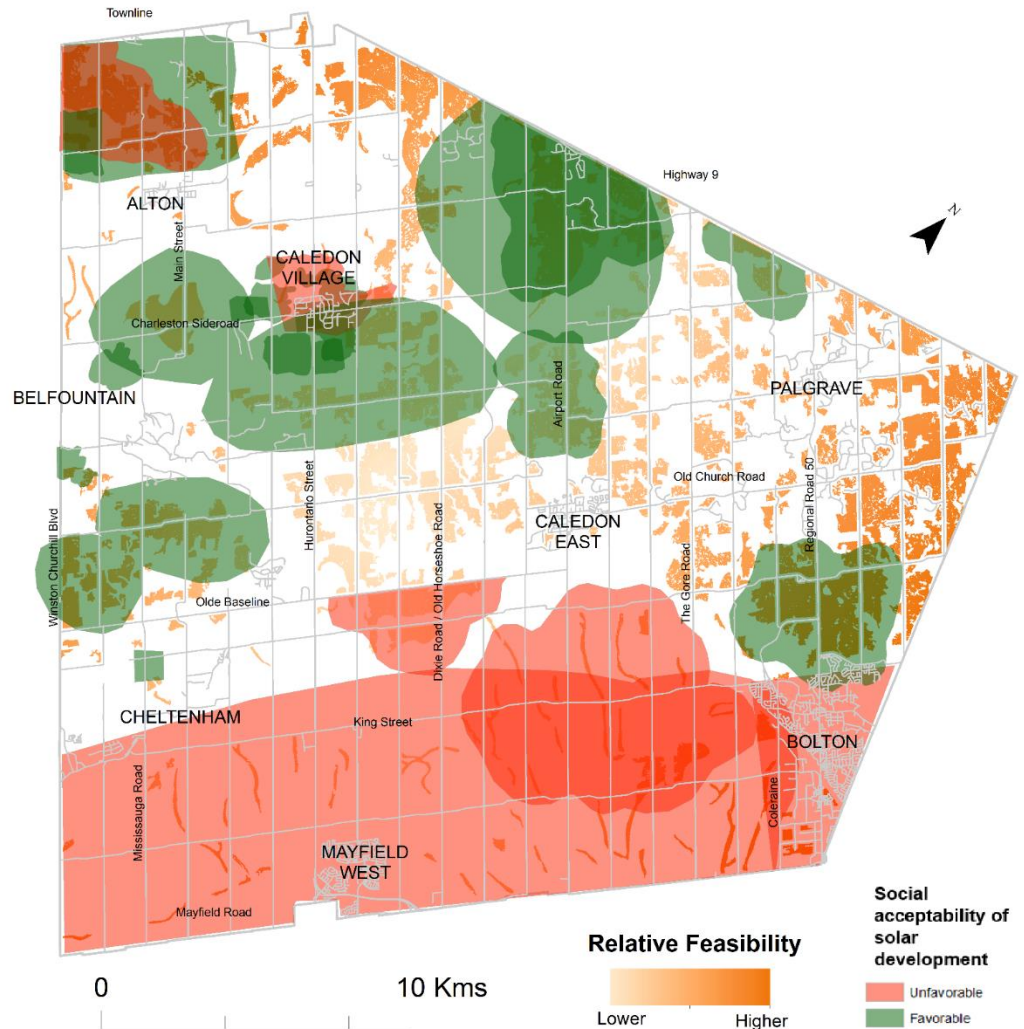 Townline
Highway 9
N
ALTON
Main Street
CALEDON
VILLAGE
Charleston Sideroad
BELFOUNTAIN
Airport Road
PALGRAVE
Winston Churchill Blvd
Hurontario Street
Dixie Road / Old Horseshoe Road
Old Church Road
Regional Road 50
CALEDON
EAST
The Gore Road
Olde Baseline
CHELTENHAM
King Street
BOLTON
Mississauga Road
Coleraine
MAYFIELD
WEST
Mayfield Road
Social
acceptability of
solar
development
Unfavorable
Favorable
Relative Feasibility
Lower
Higher
0
10 Kms